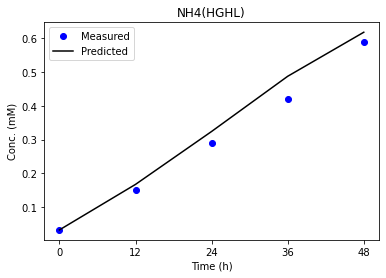 NH4(HGHL)
Measured
Predicted
0.6
0.5
0.4
0.3
0.2
0.1
Conc. (mM)
0 12 24 36 48
Time (h)